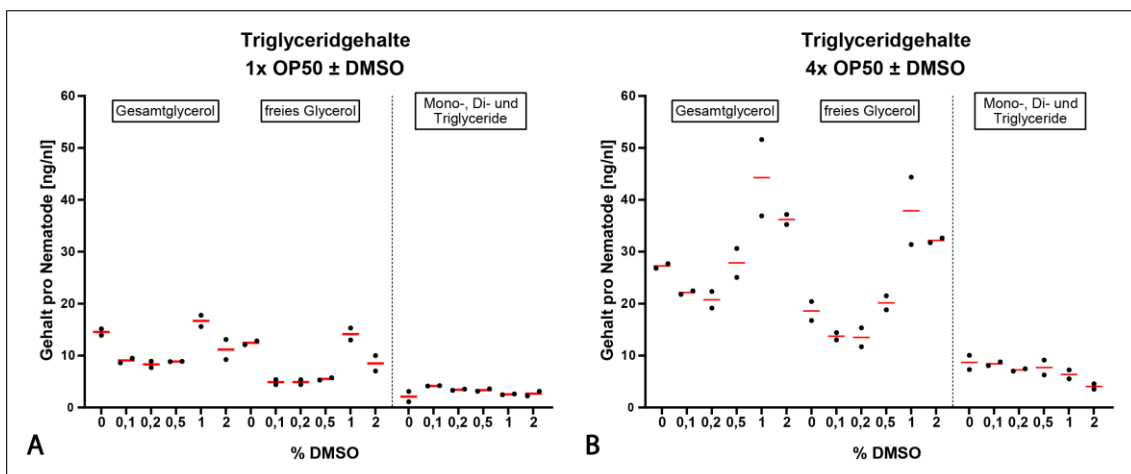 Triglyceridgehalte
1x OP50 ± DMSO
Gesamtglycerol
freies Glycerol
Mono-, Di- und
Triglyceride
Gehalt pro Nematode [ng/nl]
60
50
40
30
20
10
0
0 0,1 0,2 0,5 1 2 0 0,1 0,2 0,5 1 2 0 0,1 0,2 0,5 1 2
% DMSO
A
Triglyceridgehalte
4x OP50 ± DMSO
Gesamtglycerol
freies Glycerol
Mono-, Di- und
Triglyceride
Gehalt pro Nematode [ng/nl]
60
50
40
30
20
10
0
0 0,1 0,2 0,5 1 2 0 0,1 0,2 0,5 1 2 0 0,1 0,2 0,5 1 2
% DMSO
B